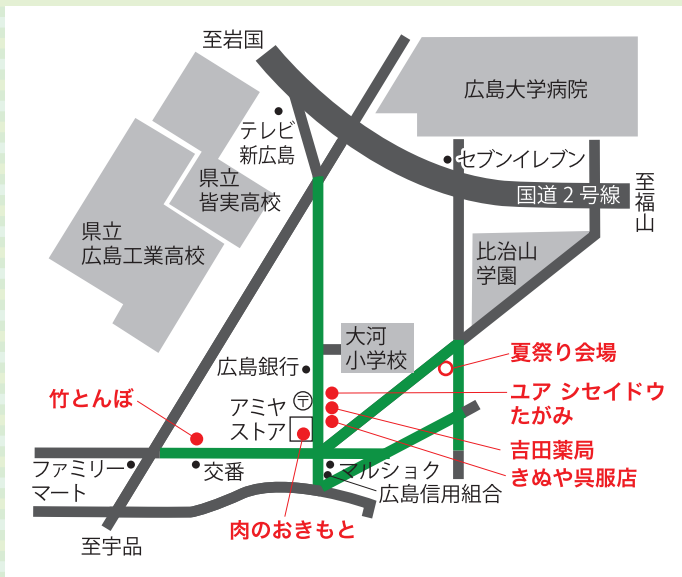 至岩国
広島大学病院
テレビ
新広島
セブンイレブン
県立
皆実高校
国道2号線
至福山
県立
広島工業高校
比治山
学園
大河
小学校
広島銀行
夏祭り会場
竹とんぼ
アミヤ
ストア
〒
ユア シセイドウ
たがみ
吉田薬局
きぬや呉服店
ファミリー
マート
交番
マルショク
広島信用組合
肉のおきもと
至宇品